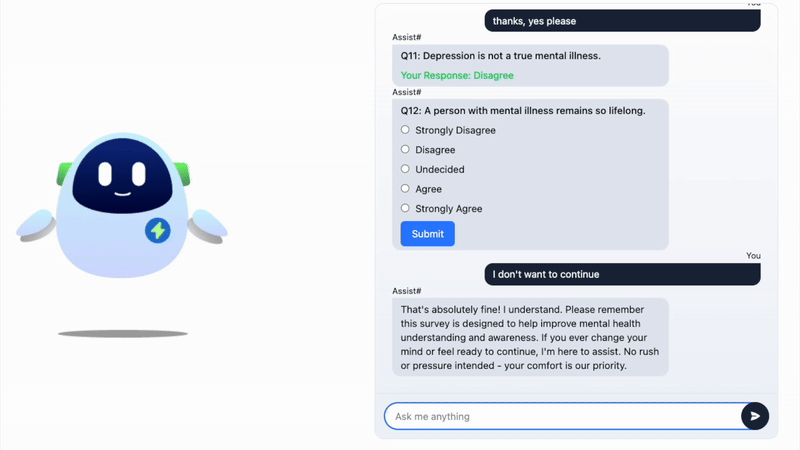 You
thanks, yes please
Assist#
Q11: Depression is not a true mental illness.
Your Response: Disagree
Assist#
Q12: A person with mental illness remains so lifelong.
Strongly Disagree
Disagree
Undecided
Agree
Strongly Agree
Submit
You
I don't want to continue
Assist#
That's absolutely fine! I understand. Please remember
this survey is designed to help improve mental health
understanding and awareness. If you ever change your
mind or feel ready to continue, I'm here to assist. No rush
or pressure intended - your comfort is our priority.
Ask me anything